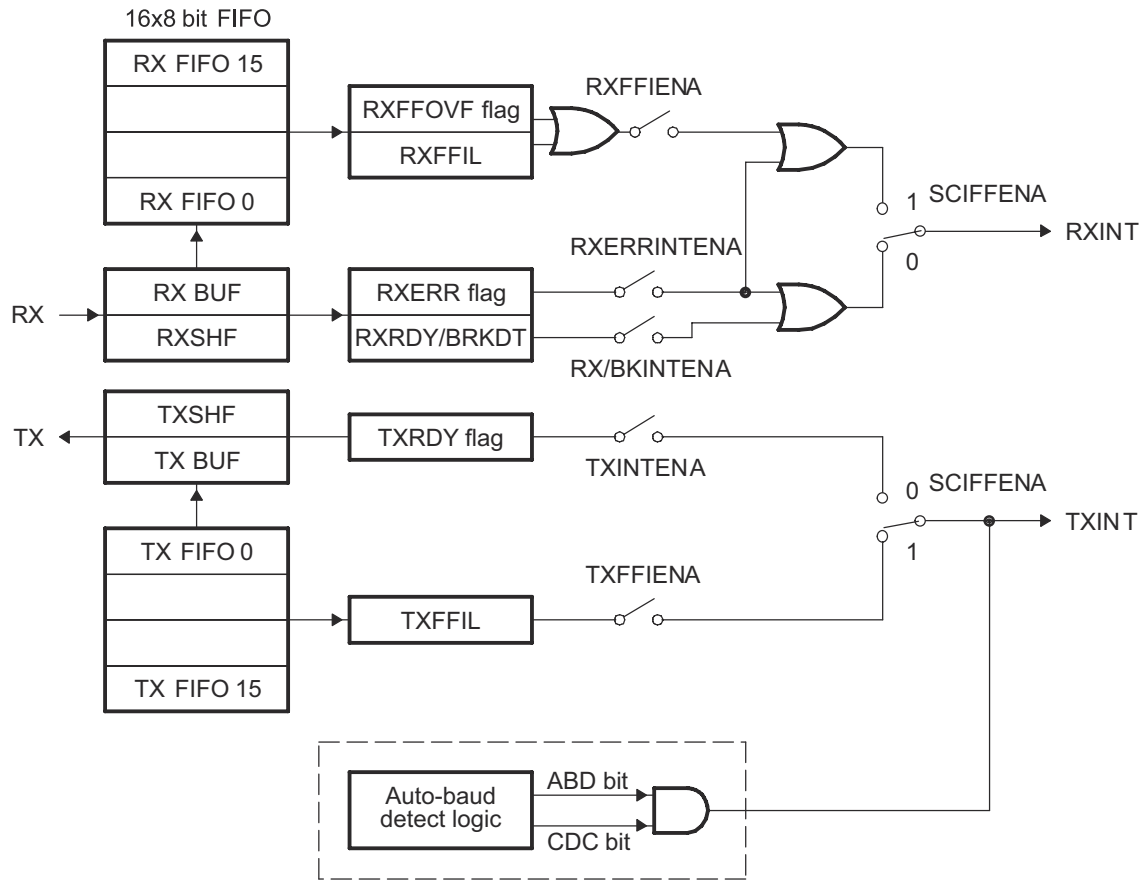 16x8 bit FIFO
RX FIFO 15
RX FIFO 0
RXFFOVF flag
RXFFIL
RXFFIENA
1
SCIFFENA
0
RXINT
RX
RX BUF
RXSHF
RXERR flag
RXRDY/BRKDT
RXERRINTENA
RX/BKINTENA
TX
TXSHF
TX BUF
TXRDY flag
TXINTENA
0
SCIFFENA
1
TXINT
TX FIFO 0
TX FIFO 15
TXFFIL
TXFFIENA
Auto-baud
detect logic
ABD bit
CDC bit